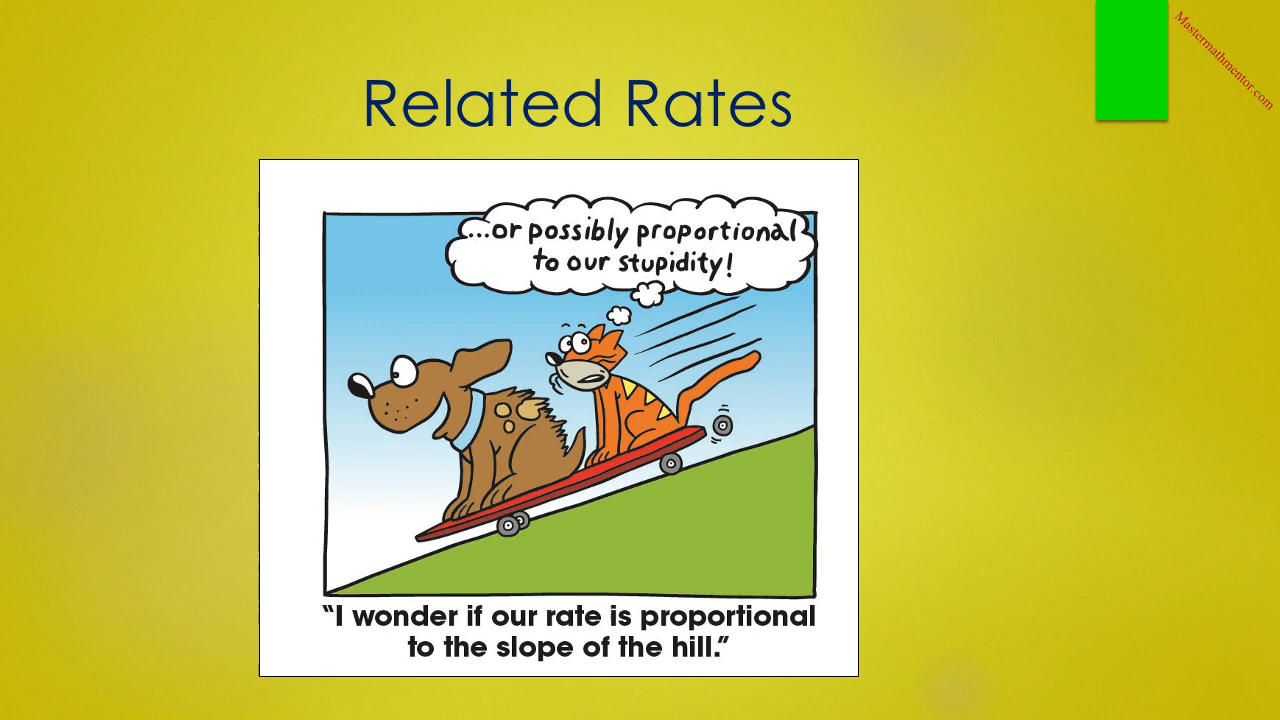 Mastermathmentor.com
Related Rates
...or possibly proportional
to our stupidity!
“I wonder if our rate is proportional
to the slope of the hill.”